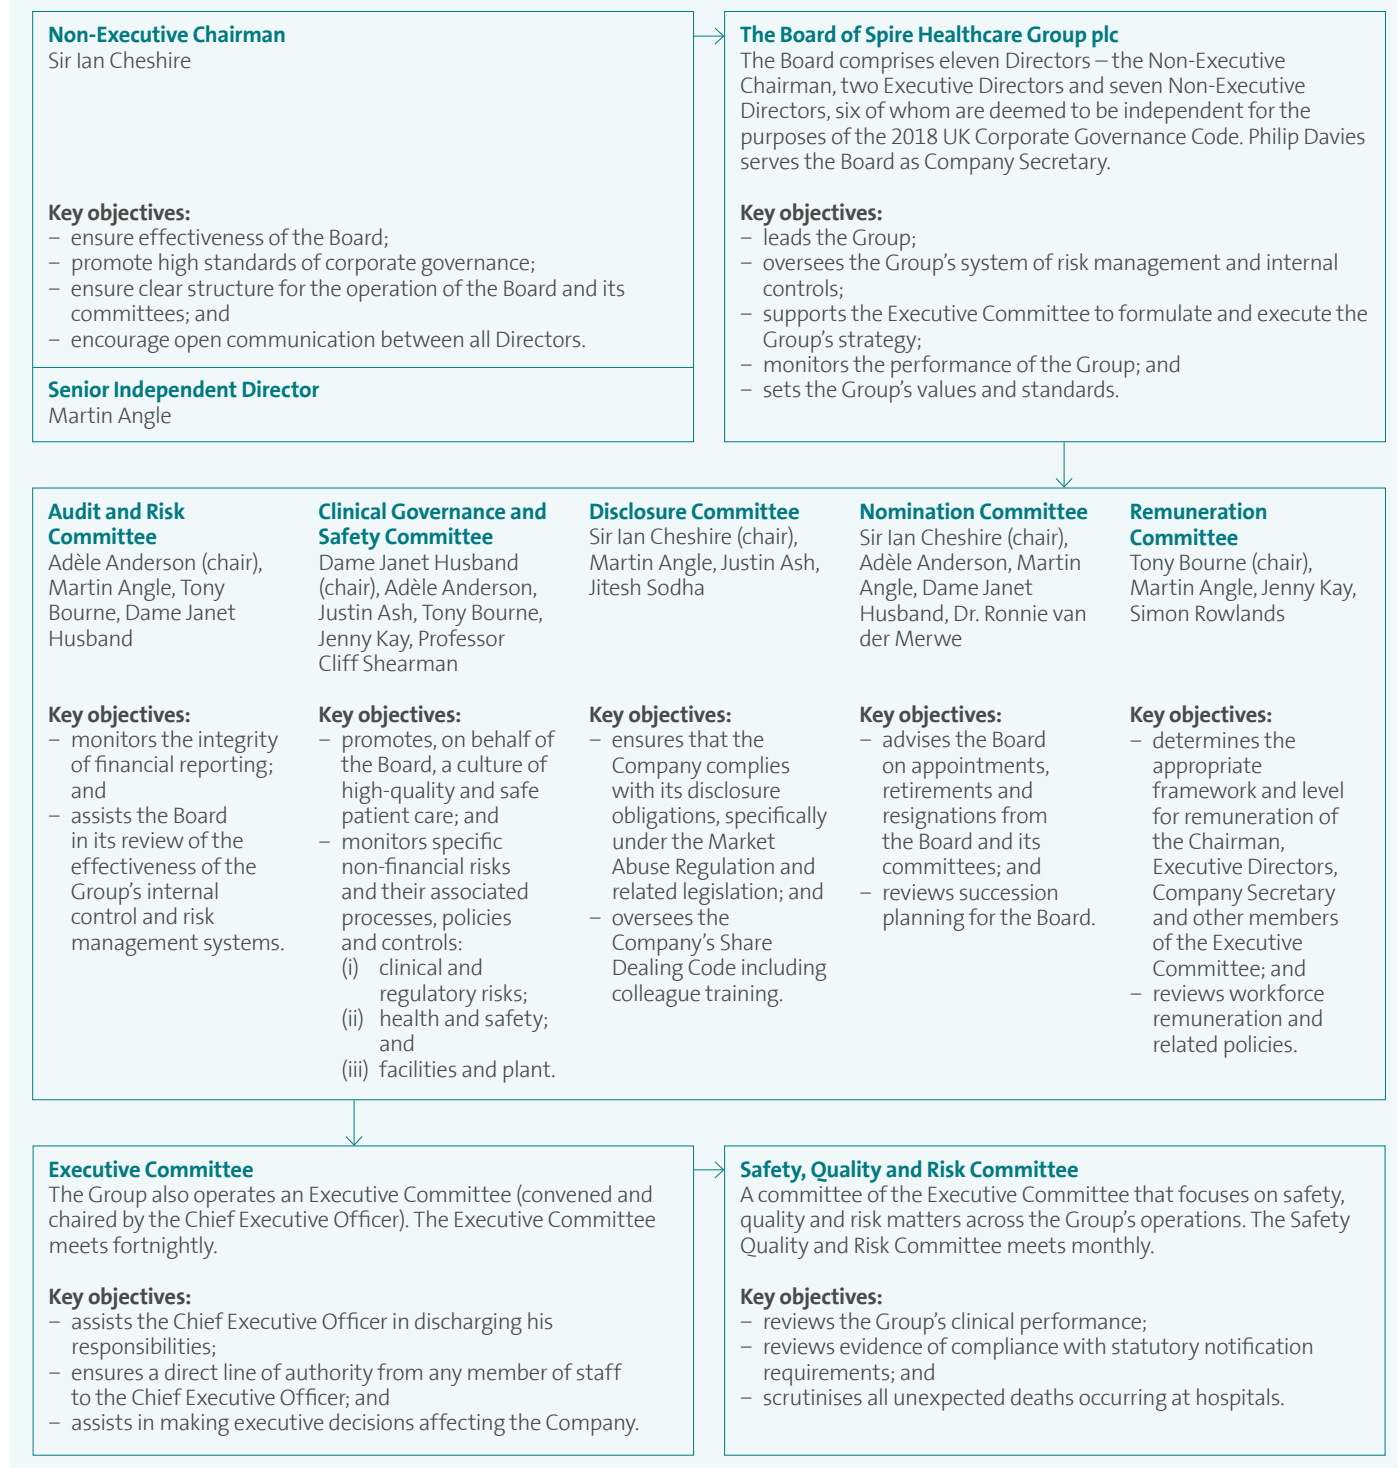 Non-Executive Chairman
Sir Ian Cheshire
Key objectives:
– ensure effectiveness of the Board;
– promote high standards of corporate governance;
– ensure clear structure for the operation of the Board and its
committees; and
– encourage open communication between all Directors.
Senior Independent Director
Martin Angle
The Board of Spire Healthcare Group plc
The Board comprises eleven Directors – the Non-Executive
Chairman, two Executive Directors and seven Non-Executive
Directors, six of whom are deemed to be independent for the
purposes of the 2018 UK Corporate Governance Code. Philip Davies
serves the Board as Company Secretary.
Key objectives:
– leads the Group;
– oversees the Group's system of risk management and internal
controls;
– supports the Executive Committee to formulate and execute the
Group's strategy;
– monitors the performance of the Group; and
– sets the Group's values and standards.
Audit and Risk
Committee
Adèle Anderson (chair),
Martin Angle, Tony
Bourne, Dame Janet
Husband
Key objectives:
– monitors the integrity
of financial reporting;
and
– assists the Board
in its review of the
effectiveness of the
Group's internal
control and risk
management systems.
Clinical Governance and
Safety Committee
Dame Janet Husband
(chair), Adèle Anderson,
Justin Ash, Tony Bourne,
Jenny Kay, Professor
Cliff Shearman
Key objectives:
– promotes, on behalf of
the Board, a culture of
high-quality and safe
patient care; and
– monitors specific
non-financial risks
and their associated
processes, policies
and controls:
(i) clinical and
regulatory risks;
(ii) health and safety;
and
(iii) facilities and plant.
Disclosure Committee
Sir Ian Cheshire (chair),
Martin Angle, Justin Ash,
Jitesh Sodha
Key objectives:
– ensures that the
Company complies
with its disclosure
obligations, specifically
under the Market
Abuse Regulation and
related legislation; and
– oversees the
Company's Share
Dealing Code including
colleague training.
Nomination Committee
Sir Ian Cheshire (chair),
Adèle Anderson, Martin
Angle, Dame Janet
Husband, Dr. Ronnie van
der Merwe
Key objectives:
– advises the Board
on appointments,
retirements and
resignations from
the Board and its
committees; and
– reviews succession
planning for the Board.
Remuneration
Committee
Tony Bourne (chair),
Martin Angle, Jenny Kay,
Simon Rowlands
Key objectives:
– determines the
appropriate
framework and level
for remuneration of
the Chairman,
Executive Directors,
Company Secretary
and other members
of the Executive
Committee; and
– reviews workforce
remuneration and
related policies.
Executive Committee
The Group also operates an Executive Committee (convened and
chaired by the Chief Executive Officer). The Executive Committee
meets fortnightly.
Key objectives:
– assists the Chief Executive Officer in discharging his
responsibilities;
– ensures a direct line of authority from any member of staff
to the Chief Executive Officer; and
– assists in making executive decisions affecting the Company.
Safety, Quality and Risk Committee
A committee of the Executive Committee that focuses on safety,
quality and risk matters across the Group's operations. The Safety
Quality and Risk Committee meets monthly.
Key objectives:
– reviews the Group's clinical performance;
– reviews evidence of compliance with statutory notification
requirements; and
– scrutinises all unexpected deaths occurring at hospitals.